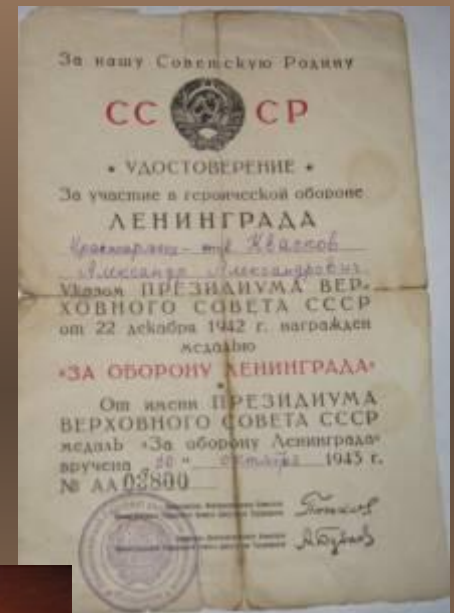 За нашу Советскую Родину
СС СР
• УДОСТОВЕРЕНИЕ •
За участие в героической обороне
ЛЕНИНГРАДА
Квасков
Александр Александрович
Указом ПРЕЗИДИУМА ВЕР-
ХОВНОГО СОВЕТА СССР
от 22 декабря 1942 г. награжден
медалью
«ЗА ОБОРОНУ ЛЕНИНГРАДА»
От имени ПРЕЗИДИУМА
ВЕРХОВНОГО СОВЕТА СССР
медаль «За оборону Ленинграда»
вручена "октября 1943 г.
№ АА 03800